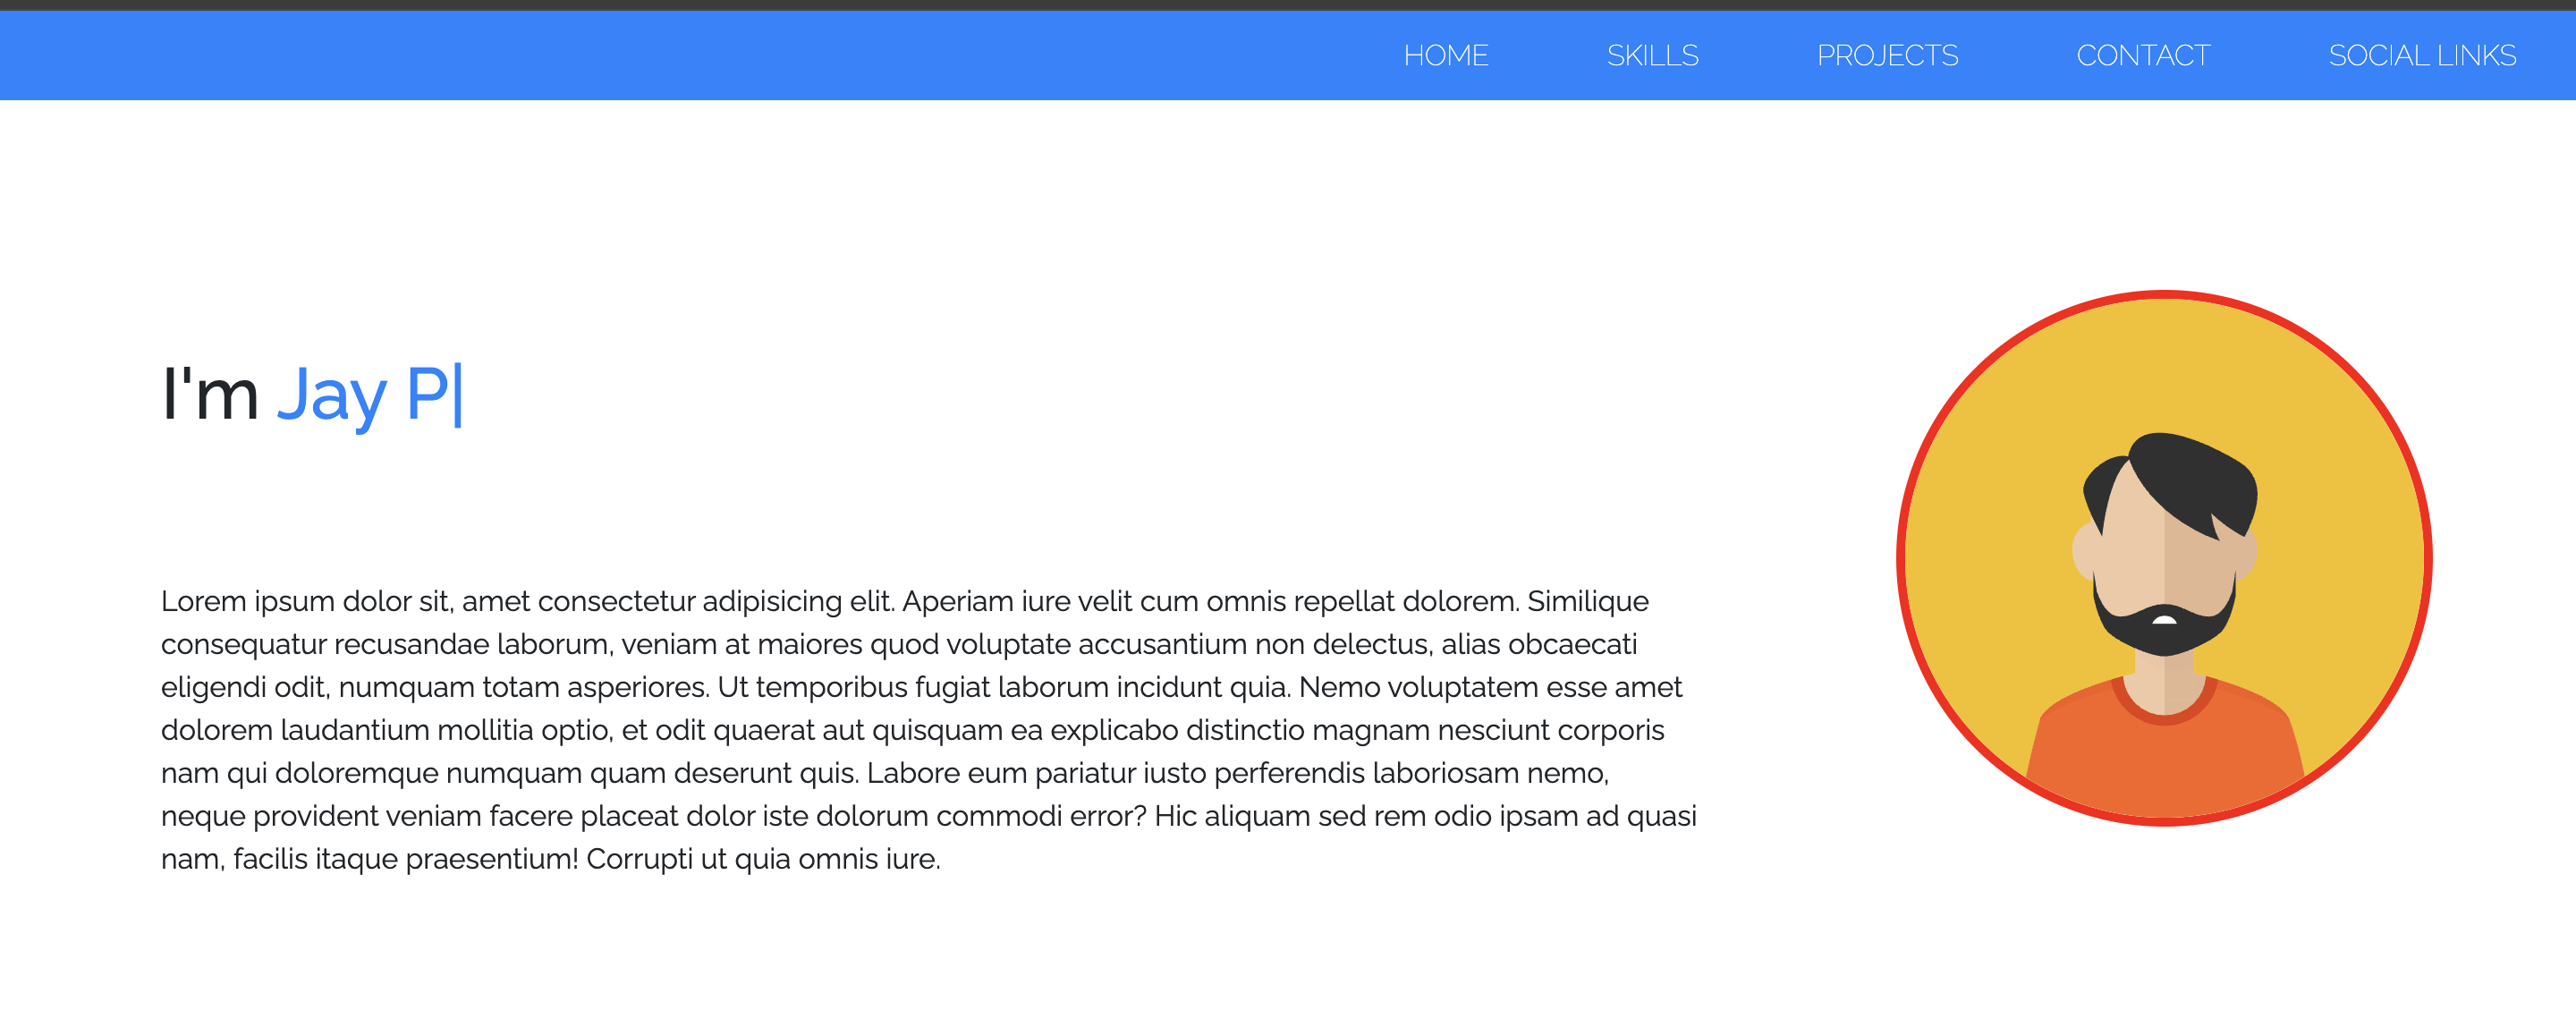 HOME SKILLS PROJECTS CONTACT SOCIAL LINKS
I'm Jay P|
Lorem ipsum dolor sit, amet consectetur adipisicing elit. Aperiam iure velit cum omnis repellat dolorem. Similique
consequatur recusandae laborum, veniam at maiores quod voluptate accusantium non delectus, alias obcaecati
eligendi odit, numquam totam asperiores. Ut temporibus fugiat laborum incidunt quia. Nemo voluptatem esse amet
dolorem laudantium mollitia optio, et odit quaerat aut quisquam ea explicabo distinctio magnam nesciunt corporis
nam qui doloremque numquam quam deserunt quis. Labore eum pariatur iusto perferendis laboriosam nemo,
neque provident veniam facere placeat dolor iste dolorum commodi error? Hic aliquam sed rem odio ipsam ad quasi
nam, facilis itaque praesentium! Corrupti ut quia omnis iure.